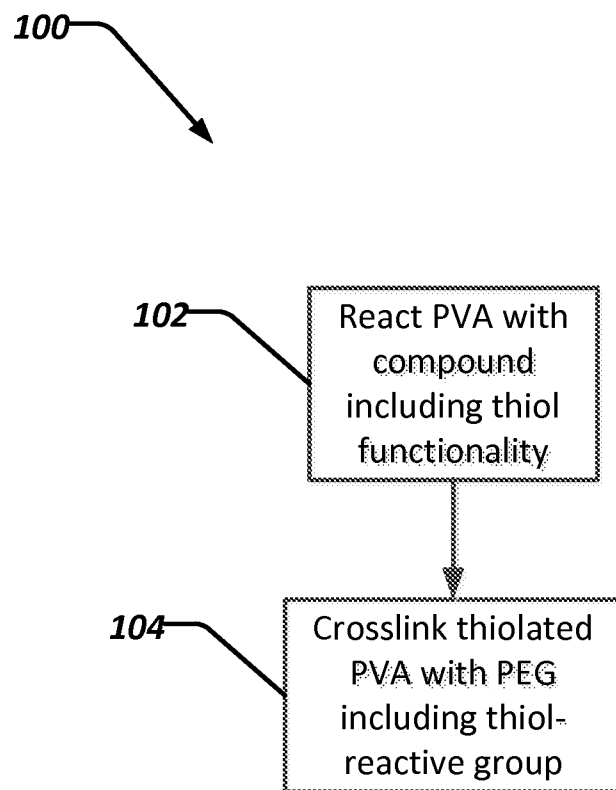 100
102
React PVA with
compound
including thiol
functionality
104
Crosslink thiolated
PVA with PEG
including thiol-
reactive group